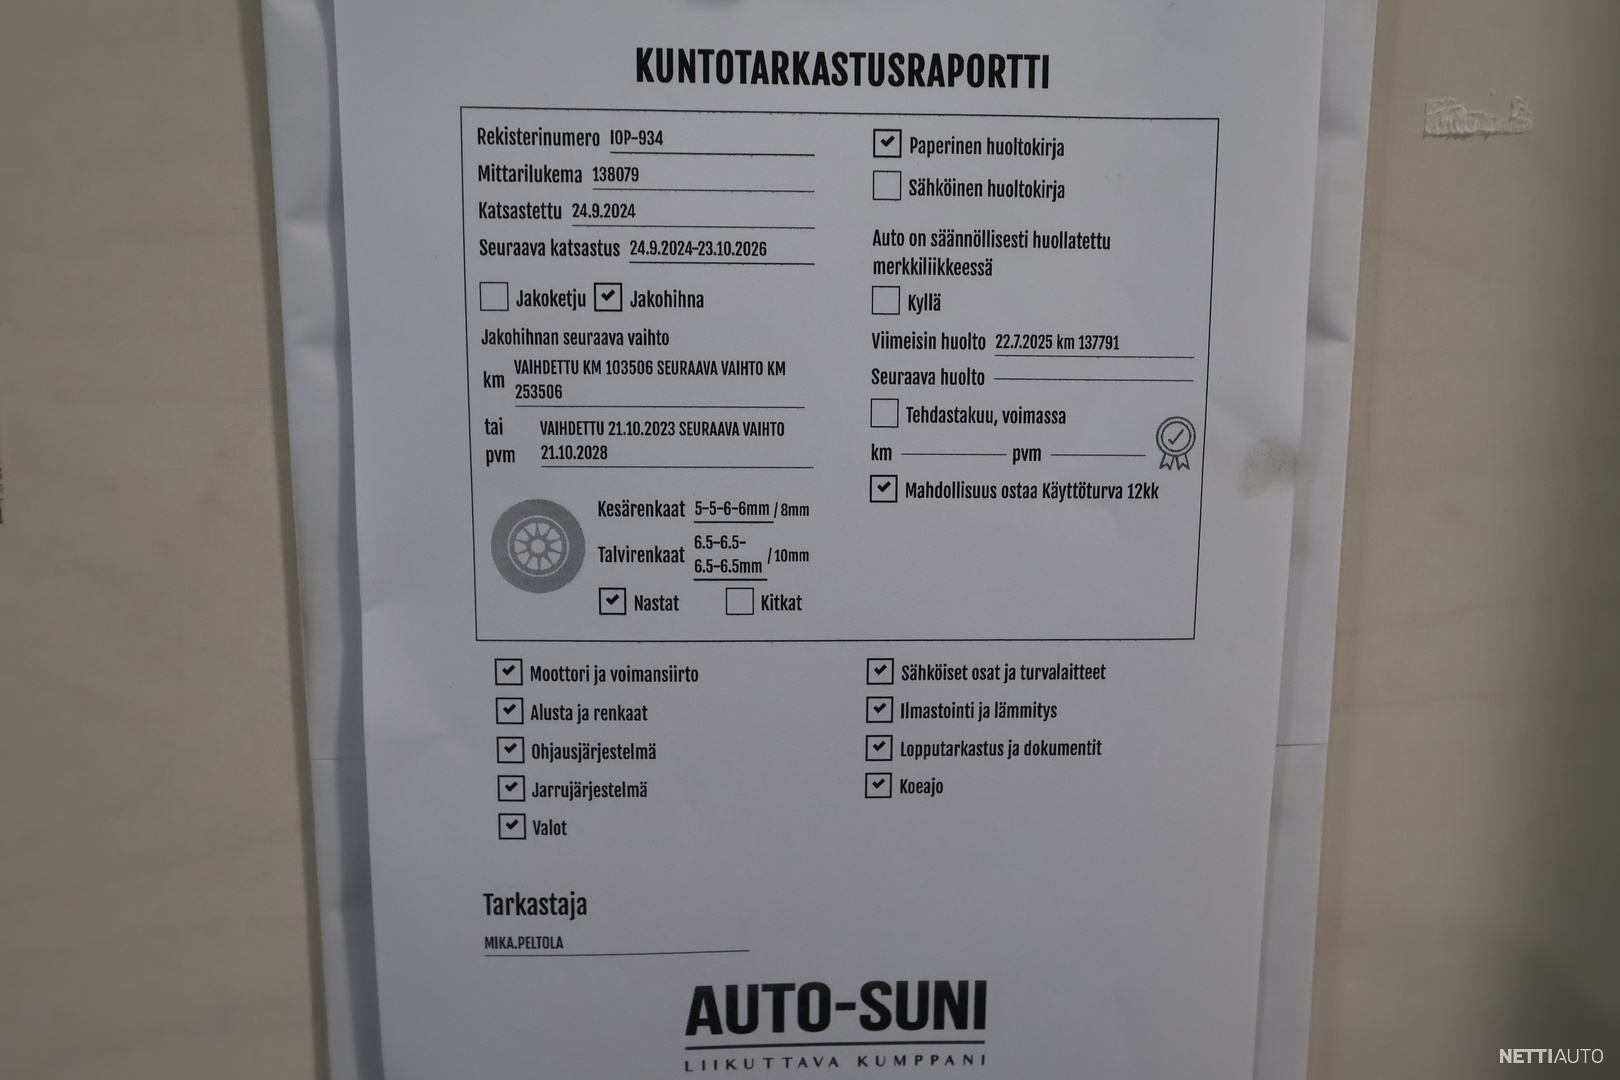 KUNTOTARKASTUSRAPORTTI
Rekisterinumero IOP-934
Mittarilukema 138079
Katsastettu 24.9.2024
Seuraava katsastus 24.9.2024-23.10.2026
Jakoketju Jakohihna
Jakohihnan seuraava vaihto
km VAIHDETTU KM 103506 SEURAAVA VAIHTO KM
253506
tai
pvm VAIHDETTU 21.10.2023 SEURAAVA VAIHTO
21.10.2028
Kesärenkaat 5-5-6-6mm / 8mm
Talvirenkaat 6.5-6.5-
6.5-6.5mm / 10mm
Nastat Kitkat
Paperinen huoltokirja
Sähköinen huoltokirja
Auto on säännöllisesti huollatettu
merkkiliikkeessä
Kyllä
Viimeisin huolto 22.7.2025 km 137791
Seuraava huolto
Tehdastakuu, voimassa
km pvm
Mahdollisuus ostaa Käyttöturva 12kk
Moottori ja voimansiirto
Alusta ja renkaat
Ohjausjärjestelmä
Jarrujärjestelmä
Valot
Sähköiset osat ja turvalaitteet
Ilmastointi ja lämmitys
Lopputarkastus ja dokumentit
Koeajo
Tarkastaja
MIKA.PELTOLA
AUTO-SUNI
LIIKUTTAVA KUMPPANI
NETTIAUTO